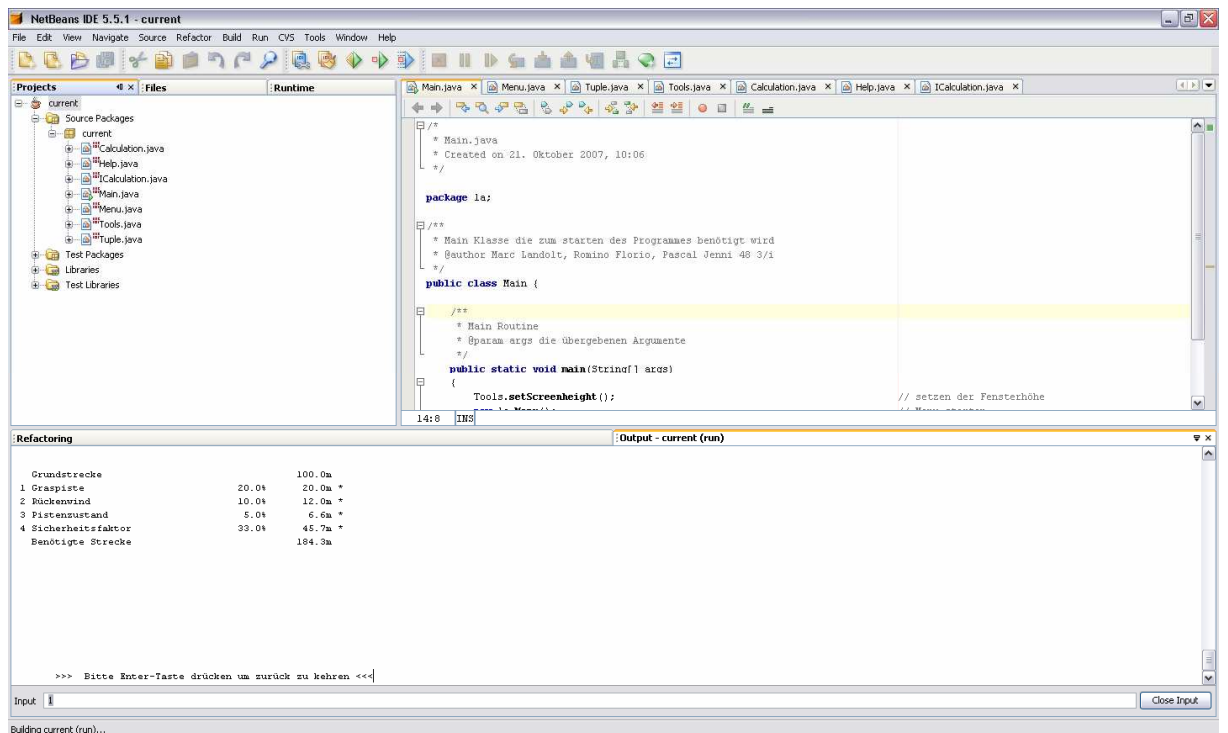 NetBeans IDE 5.5.1 - current
File Edit View Navigate Source Refactor Build Run CVS Tools Window Help
Projects
Files
Runtime
current
Source Packages
current
Calculation.java
Help.java
ICalculation.java
Main.java
Menu.java
Tools.java
Tuple.java
Test Packages
Libraries
Test Libraries
Main.java Menu.java Tuple.java Tools.java Calculation.java Help.java ICalculation.java
/*
* Main.java
* Created on 21. Oktober 2007, 10:06
*/
package la;
/**
* Main Klasse die zum starten des Programmes benötigt wird
* @author Marc Landolt, Romino Florio, Pascal Jenni 48 3/i
*/
public class Main {
/**
* Main Routine
* @param args die übergebenen Argumente
*/
public static void main(String[] args)
{
Tools.setScreenheight(); // setzen der Fensterhöhe
14:8 INS
Refactoring
Output - current (run)
Grundstrecke 100.0m
1 Graspiste 20.0% 20.0m *
2 Rückenwind 10.0% 12.0m *
3 Pistenzustand 5.0% 6.6m *
4 Sicherheitsfaktor 33.0% 45.7m *
Benötigte Strecke 184.3m
>>> Bitte Enter-Taste drücken um zurück zu kehren <<<
Input 1
Close Input
Building current (run)...